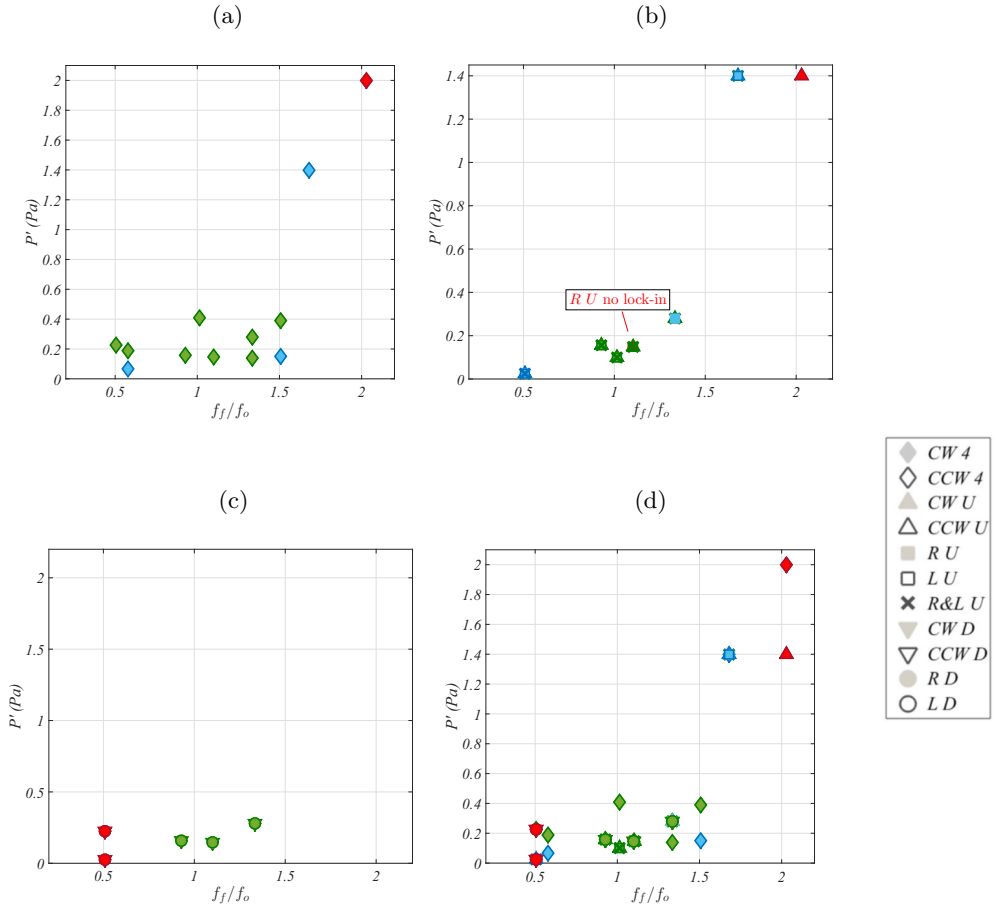 (a)
2
1.8
1.6
1.4
1.2
1
0.8
0.6
0.4
0.2
0
P' (Pa)
0.5
1
1.5
2
f_f/f_o
(b)
1.4
1.2
1
0.8
0.6
0.4
0.2
0
P' (Pa)
R U no lock-in
0.5
1
1.5
2
f_f/f_o
(c)
2
1.5
1
0.5
0
P' (Pa)
0.5
1
1.5
2
f_f/f_o
(d)
2
1.8
1.6
1.4
1.2
1
0.8
0.6
0.4
0.2
0
P' (Pa)
0.5
1
1.5
2
f_f/f_o
CW 4
CCW 4
CW U
CCW U
R U
L U
R&L U
CW D
CCW D
R D
L D